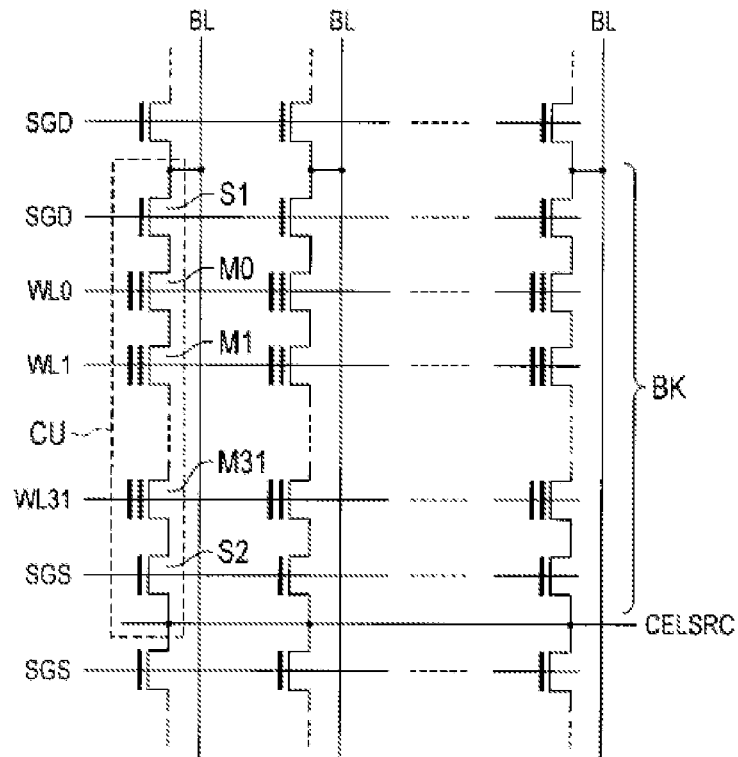 BL BL BL
SGD
SGD S1
WL0 M0
WL1 M1
BK
CU
WL31 M31
SGS S2
CELSRC
SGS